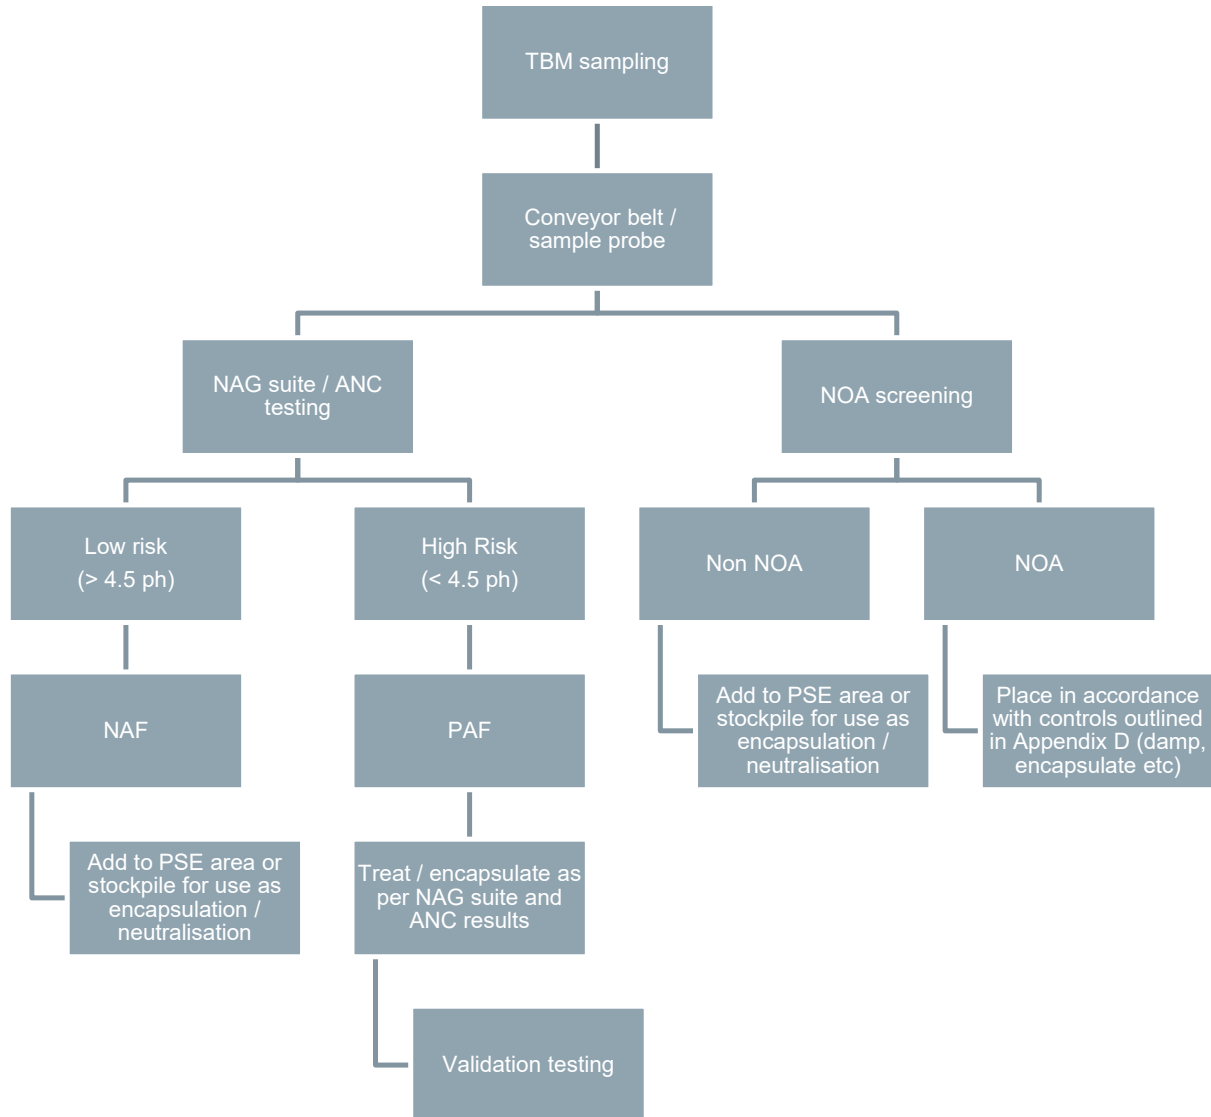 TBM sampling
Conveyor belt /
sample probe
NAG suite / ANC
testing
NOA screening
Low risk
(> 4.5 ph)
High Risk
(< 4.5 ph)
Non NOA
NOA
NAF
PAF
Add to PSE area or
stockpile for use as
encapsulation /
neutralisation
Place in accordance
with controls outlined
in Appendix D (damp,
encapsulate etc)
Add to PSE area or
stockpile for use as
encapsulation /
neutralisation
Treat / encapsulate as
per NAG suite and
ANC results
Validation testing